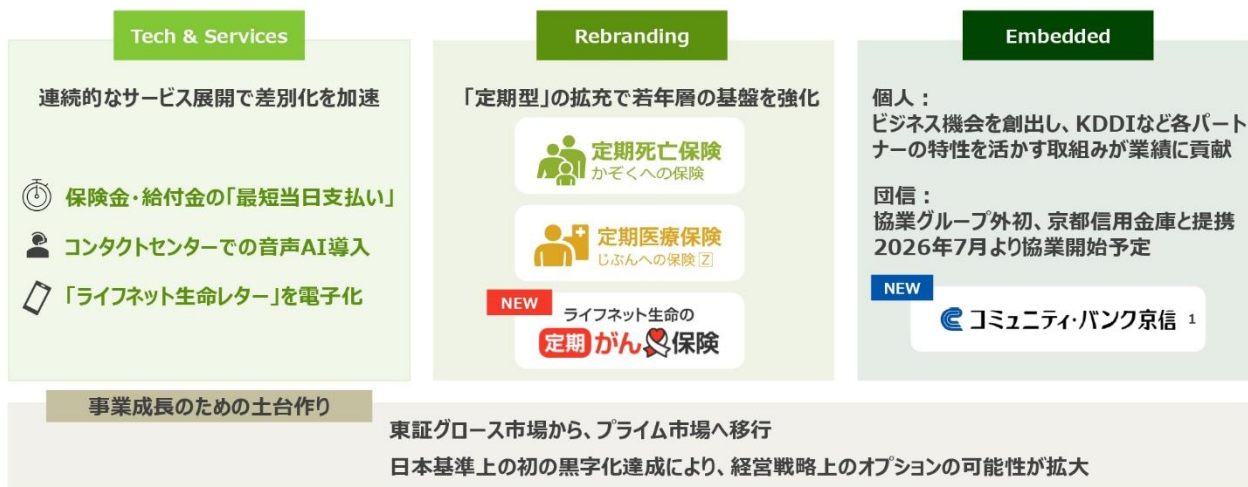 Tech & Services
連続的なサービス展開で差別化を加速
保険金・給付金の「最短当日支払い」
コンタクトセンターでの音声AI導入
「ライフネット生命レター」を電子化
Rebranding
「定期型」の拡充で若年層の基盤を強化
定期死亡保険
かぞくへの保険
定期医療保険
じぶんへの保険Z
NEW
ライフネット生命の
定期がん保険
Embedded
個人：
ビジネス機会を創出し、KDDIなど各パート
ナーの特性を活かす取組みが業績に貢献
団信：
協業グループ外初、京都信用金庫と提携
2026年7月より協業開始予定
NEW
コミュニティ・バンク京信 1
事業成長のための土台作り
東証グロース市場から、プライム市場へ移行
日本基準上の初の黒字化達成により、経営戦略上のオプションの可能性が拡大